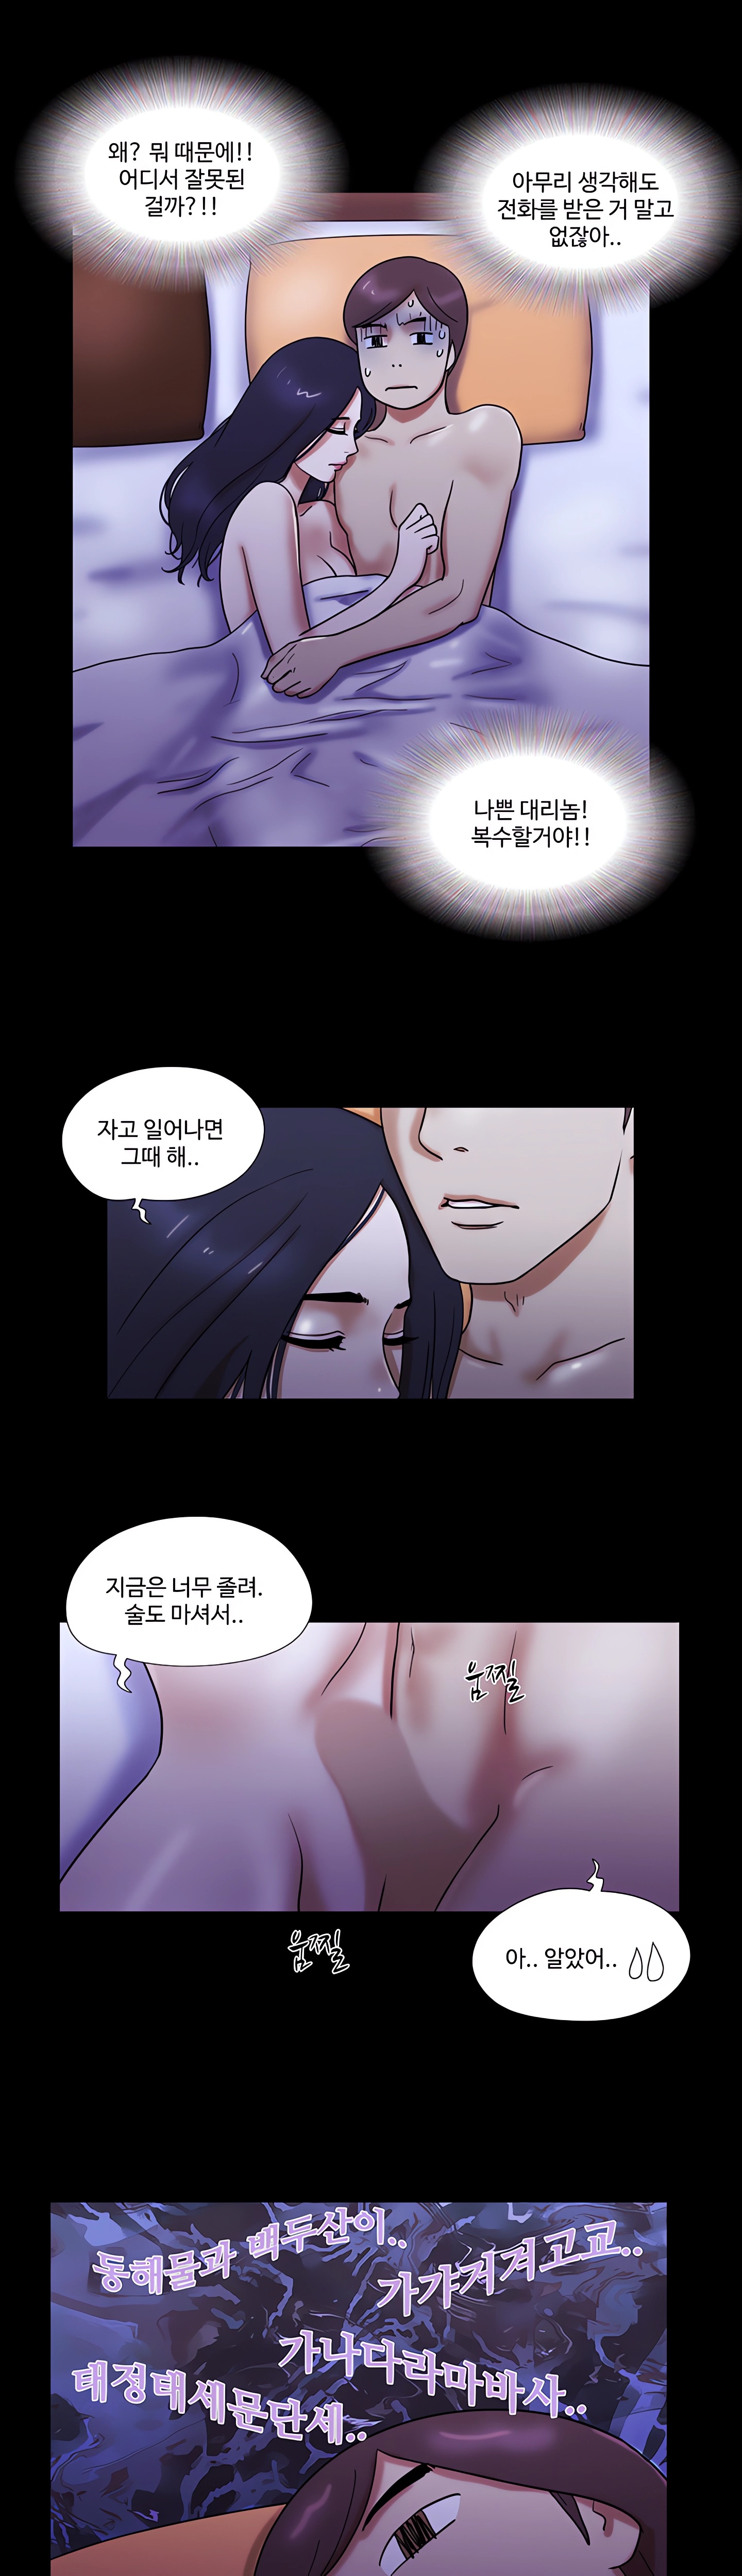 왜? 뭐 때문에!!
어디서 잘못된
걸까?!!
아무리 생각해도
전화를 받은 거 말고
없잖아..
나쁜 대리놈!
복수할거야!!
자고 일어나면
그때 해..
지금은 너무 졸려.
술도 마셔서..
움찔
움찔
아.. 알았어..
동해물과 백두산이..
가갸거겨고교..
가나다라마바사..
태정태세문단세..